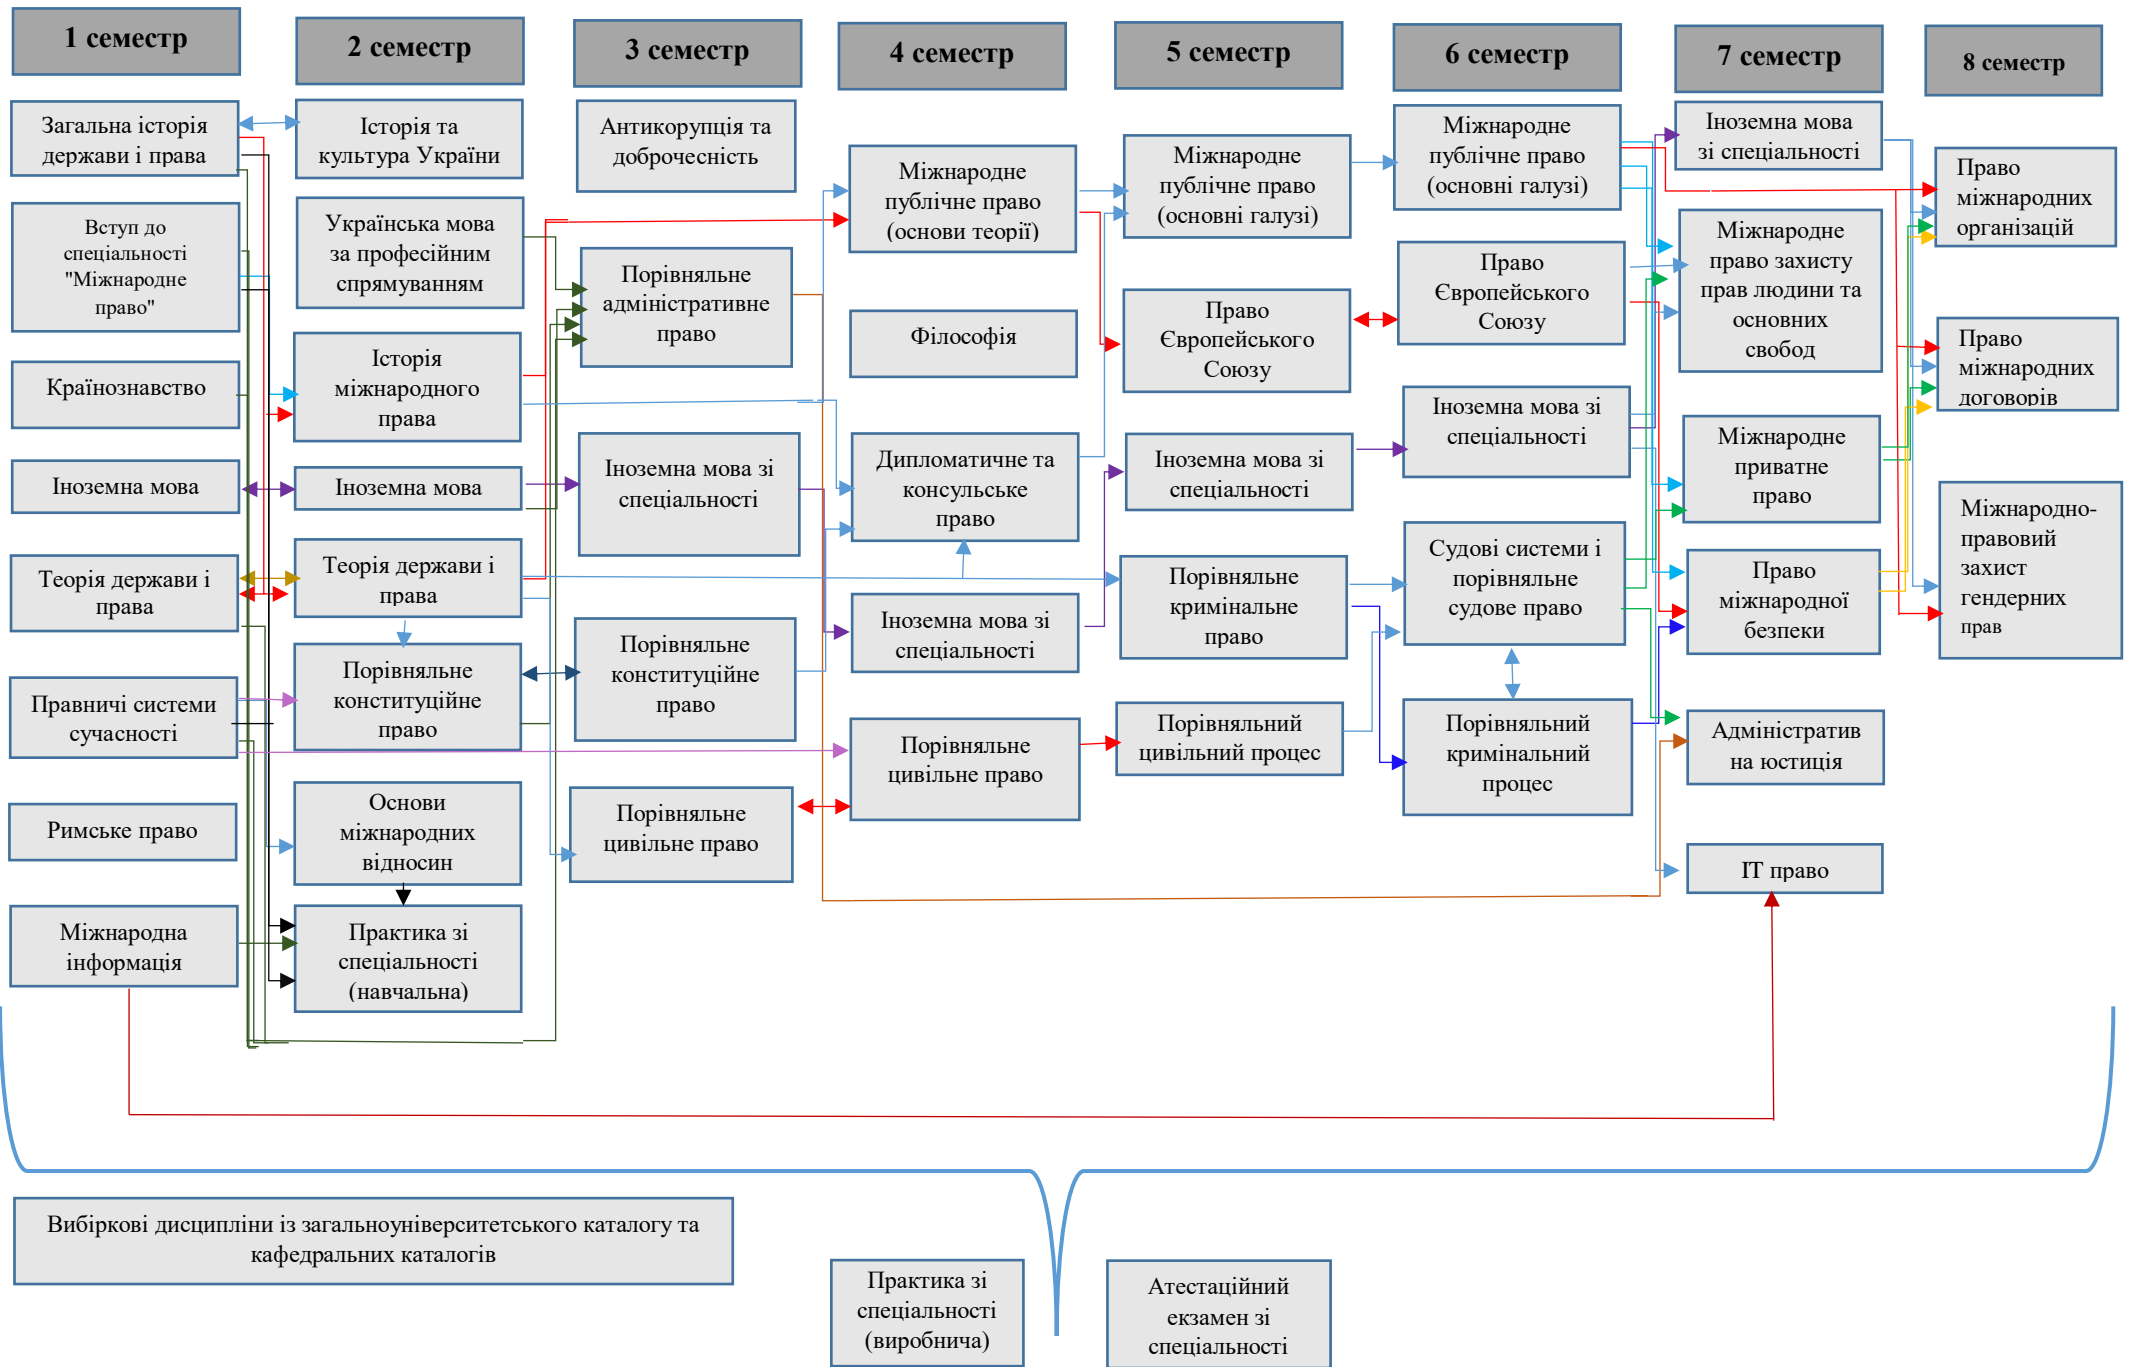 1 семестр
Загальна історія
держави і права
Вступ до
спеціальності
"Міжнародне
право"
Країнознавство
Іноземна мова
Теорія держави і
права
Правничі системи
сучасності
Римське право
Міжнародна
інформація
2 семестр
Історія та
культура України
Українська мова
за професійним
спрямуванням
Історія
міжнародного
права
Іноземна мова
Теорія держави і
права
Порівняльне
конституційне
право
Основи
міжнародних
відносин
Практика зі
спеціальності
(навчальна)
3 семестр
Антикорупція та
доброчесність
Порівняльне
адміністративне
право
Іноземна мова зі
спеціальності
Порівняльне
конституційне
право
Порівняльне
цивільне право
4 семестр
Міжнародне
публічне право
(основи теорії)
Філософія
Дипломатичне та
консульське
право
Іноземна мова зі
спеціальності
Порівняльне
цивільне право
5 семестр
Міжнародне
публічне право
(основні галузі)
Право
Європейського
Союзу
Іноземна мова зі
спеціальності
Порівняльне
кримінальне
право
Порівняльний
цивільний процес
6 семестр
Міжнародне
публічне право
(основні галузі)
Право
Європейського
Союзу
Іноземна мова зі
спеціальності
Судові системи і
порівняльне
судове право
Порівняльний
кримінальний
процес
7 семестр
Іноземна мова
зі спеціальності
Міжнародне
право захисту
прав людини та
основних
свобод
Міжнародне
приватне
право
Право
міжнародної
безпеки
Адміністратив
на юстиція
ІТ право
8 семестр
Право
міжнародних
організацій
Право
міжнародних
договорів
Міжнародно-
правовий
захист
гендерних
прав
Вибіркові дисципліни із загальноуніверситетського каталогу та
кафедральних каталогів
Практика зі
спеціальності
(виробнича)
Атестаційний
екзамен зі
спеціальності